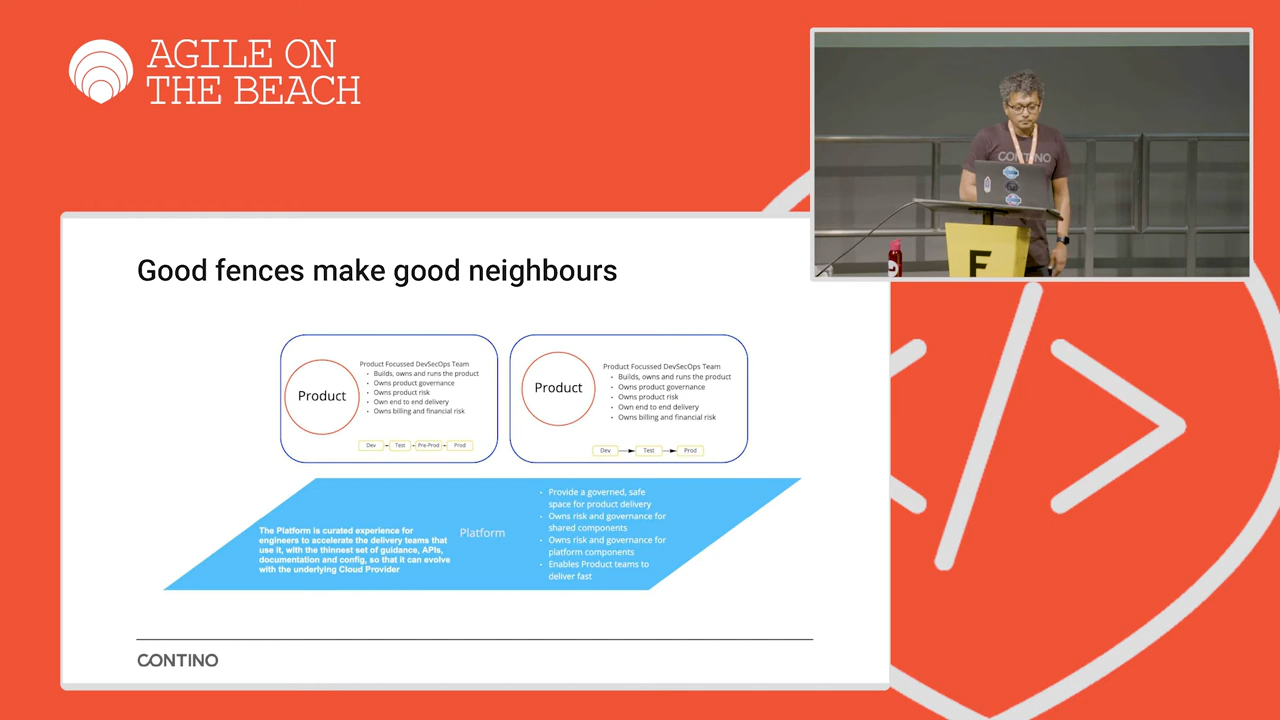 AGILE ON
THE BEACH
CONTINO
F
Good fences make good neighbours
Product
Product Focussed DevSecOps Team
• Builds, owns and runs the product
• Owns product governance
• Owns product risk
• Own end to end delivery
• Owns billing and financial risk
Dev
Test
Pre-Prod
Prod
Product
Product Focussed DevSecOps Team
• Builds, owns and runs the product
• Owns product governance
• Owns product risk
• Own end to end delivery
• Owns billing and financial risk
Dev
Test
Prod
The Platform is curated experience for
engineers to accelerate the delivery teams that
use it, with the thinnest set of guidance, APIs,
documentation and config, so that it can evolve
with the underlying Cloud Provider
Platform
• Provide a governed, safe
space for product delivery
• Owns risk and governance for
shared components
• Owns risk and governance for
platform components
• Enables Product teams to
deliver fast
CONTINO